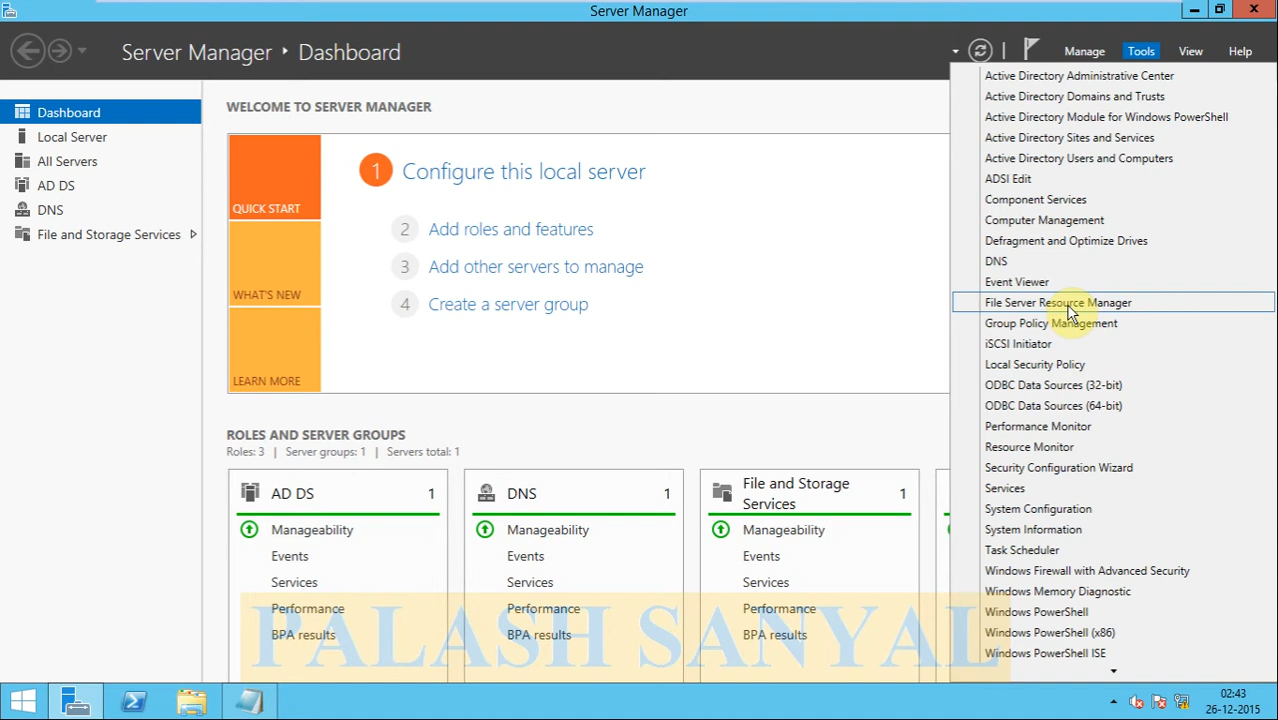 Server Manager
Server Manager ‣ Dashboard
Manage Tools View Help
Dashboard
Local Server
All Servers
AD DS
DNS
File and Storage Services
WELCOME TO SERVER MANAGER
QUICK START
WHAT'S NEW
LEARN MORE
1 Configure this local server
2 Add roles and features
3 Add other servers to manage
4 Create a server group
ROLES AND SERVER GROUPS
Roles: 3 | Server groups: 1 | Servers total: 1
AD DS 1
Manageability
Events
Services
Performance
BPA results
DNS 1
Manageability
Events
Services
Performance
BPA results
File and Storage
Services 1
Manageability
Events
Services
Performance
BPA results
Active Directory Administrative Center
Active Directory Domains and Trusts
Active Directory Module for Windows PowerShell
Active Directory Sites and Services
Active Directory Users and Computers
ADSI Edit
Component Services
Computer Management
Defragment and Optimize Drives
DNS
Event Viewer
File Server Resource Manager
Group Policy Management
iSCSI Initiator
Local Security Policy
ODBC Data Sources (32-bit)
ODBC Data Sources (64-bit)
Performance Monitor
Resource Monitor
Security Configuration Wizard
Services
System Configuration
System Information
Task Scheduler
Windows Firewall with Advanced Security
Windows Memory Diagnostic
Windows PowerShell
Windows PowerShell (x86)
Windows PowerShell ISE
PALASH SANYAL
02:43
26-12-2015